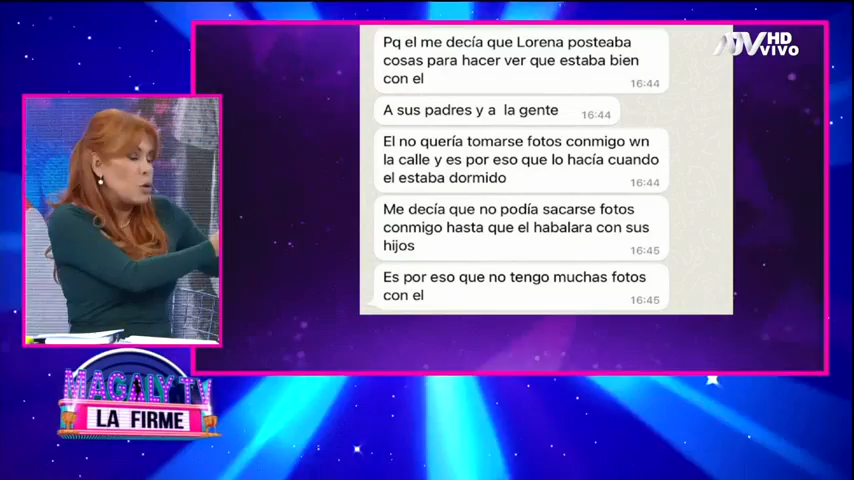 Pq el me decía que Lorena posteaba
cosas para hacer ver que estaba bien
con el
16:44
A sus padres y a la gente
16:44
El no quería tomarse fotos conmigo wn
la calle y es por eso que lo hacía cuando
el estaba dormido
16:44
Me decía que no podía sacarse fotos
conmigo hasta que el habalara con sus
hijos
16:45
Es por eso que no tengo muchas fotos
con el
16:45
ATV HD
VIVO
MAGALY TV
LA FIRME